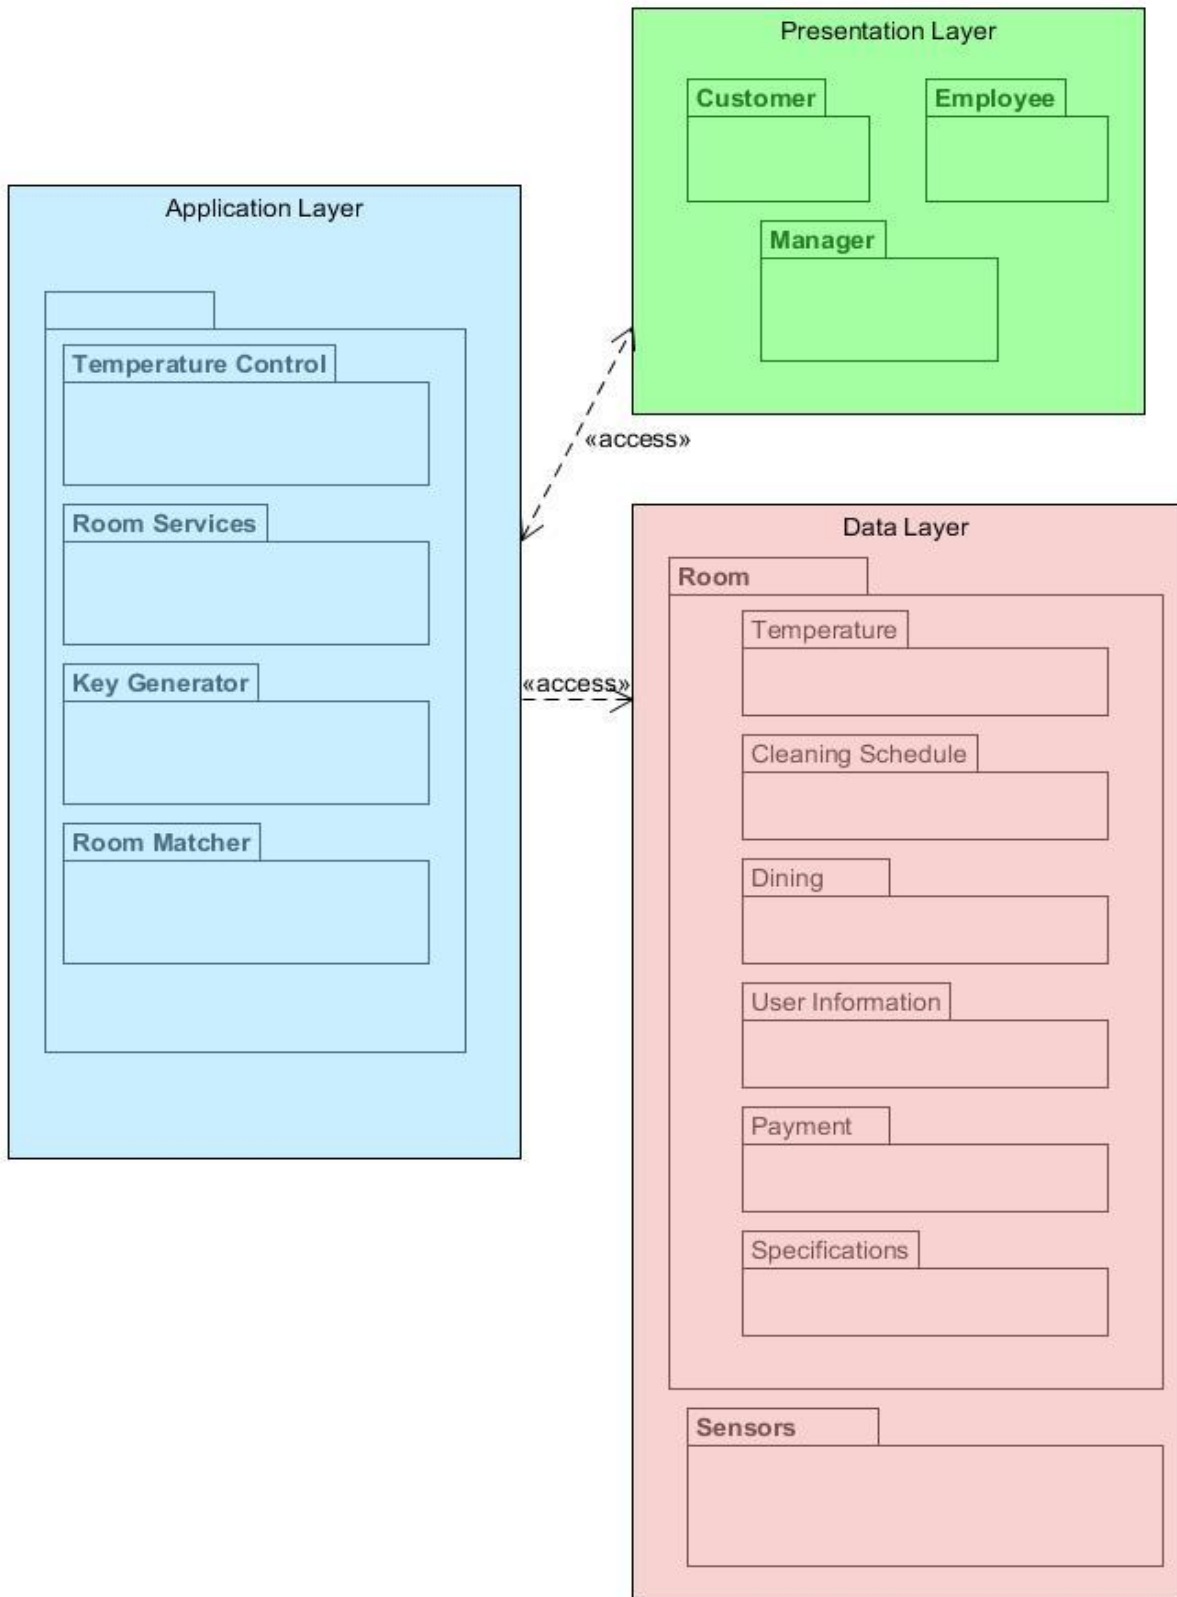 Presentation Layer
Customer
Employee
Manager
Application Layer
Temperature Control
Room Services
Key Generator
Room Matcher
«access»
«access»
Data Layer
Room
Temperature
Cleaning Schedule
Dining
User Information
Payment
Specifications
Sensors